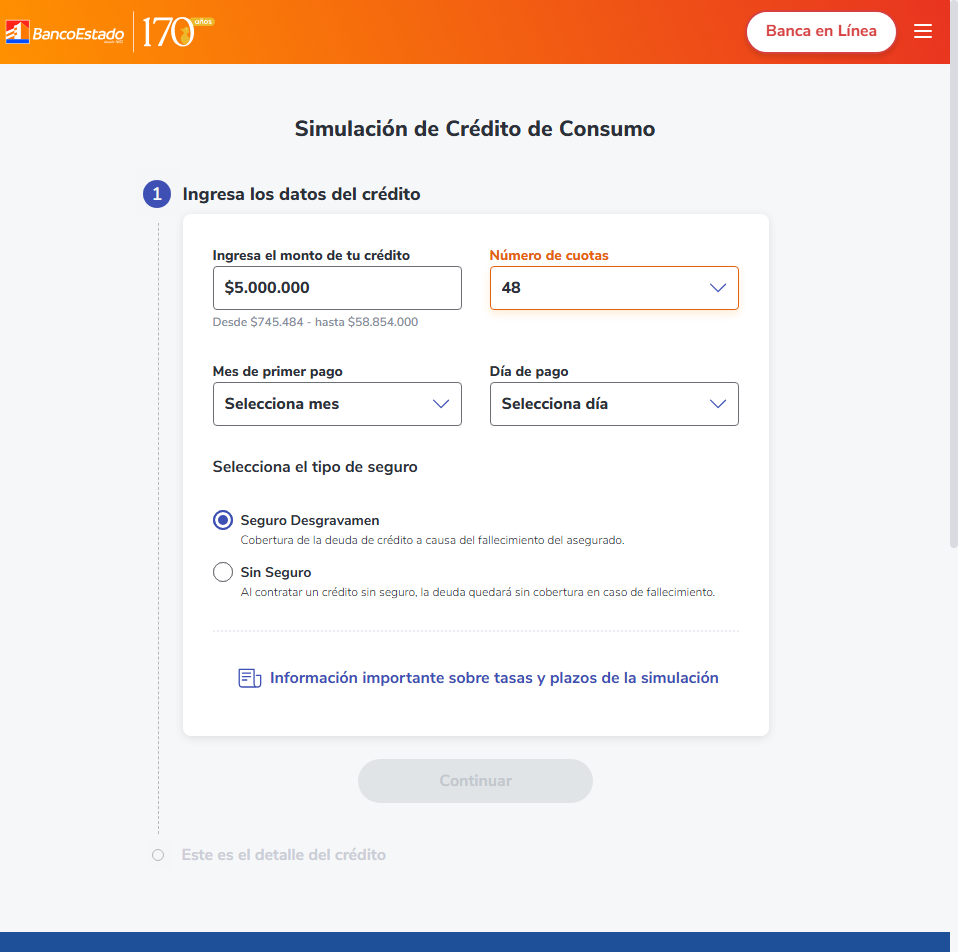 BancoEstado
170 años
Banca en Línea
Simulación de Crédito de Consumo
1 Ingresa los datos del crédito
Ingresa el monto de tu crédito
$5.000.000
Desde $745.484 - hasta $58.854.000
Número de cuotas
48
Mes de primer pago
Selecciona mes
Día de pago
Selecciona día
Selecciona el tipo de seguro
Seguro Desgravamen
Cobertura de la deuda de crédito a causa del fallecimiento del asegurado.
Sin Seguro
Al contratar un crédito sin seguro, la deuda quedará sin cobertura en caso de fallecimiento.
Información importante sobre tasas y plazos de la simulación
Continuar
Este es el detalle del crédito